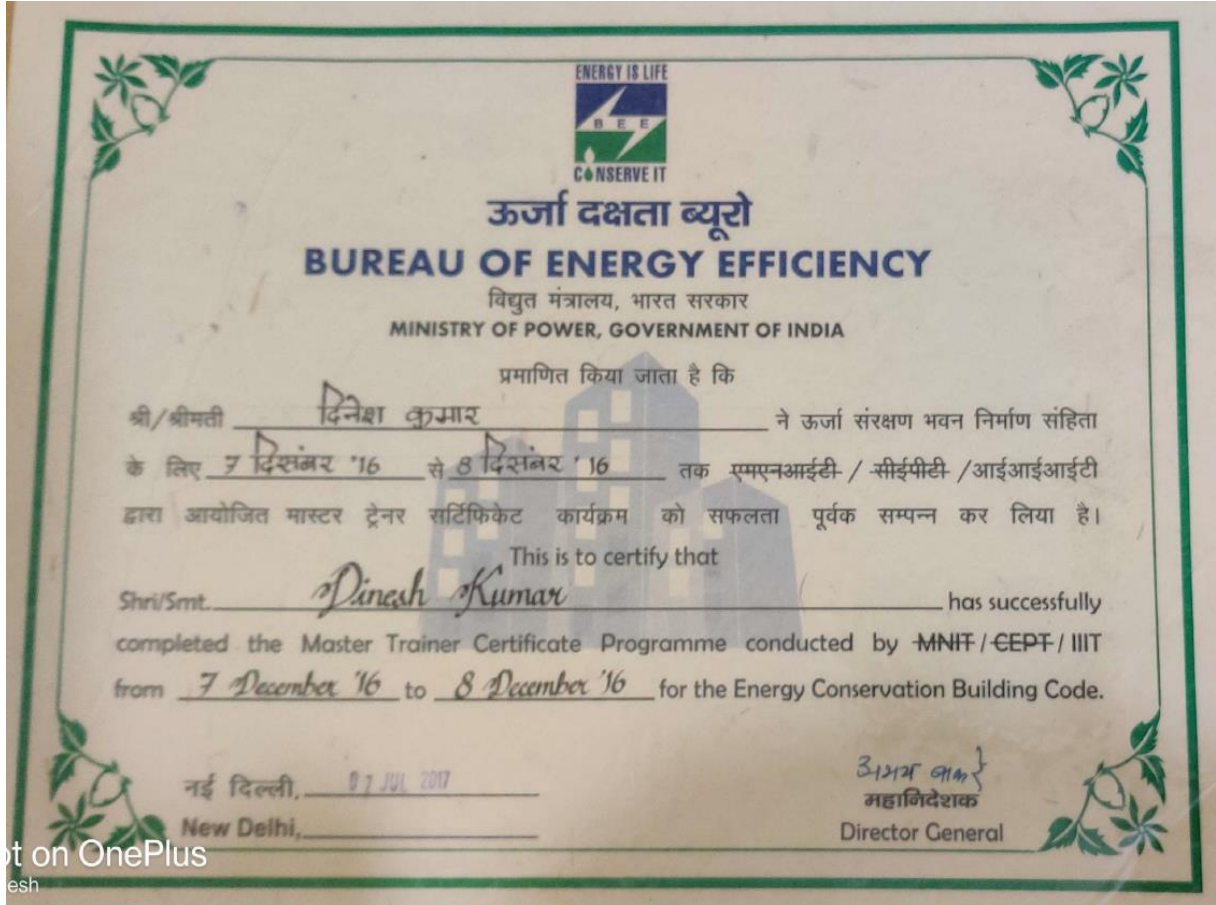 ENERGY IS LIFE
BEE
CONSERVE IT
ऊर्जा दक्षता ब्यूरो
BUREAU OF ENERGY EFFICIENCY
विद्युत मंत्रालय, भारत सरकार
MINISTRY OF POWER, GOVERNMENT OF INDIA
प्रमाणित किया जाता है कि
श्री/श्रीमती दिनेश कुमार ने ऊर्जा संरक्षण भवन निर्माण संहिता
के लिए 7 दिसंबर '16 से 8 दिसंबर '16 तक एमएनआईटी / सीईपीटी /आईआईआईटी
द्वारा आयोजित मास्टर ट्रेनर सर्टिफिकेट कार्यक्रम को सफलता पूर्वक सम्पन्न कर लिया है।
This is to certify that
Shri/Smt. Dinesh Kumar has successfully
completed the Master Trainer Certificate Programme conducted by MNIT / CEPT / IIIT
from 7 December '16 to 8 December '16 for the Energy Conservation Building Code.
नई दिल्ली, 07 JUL 2017
New Delhi,
अभय बाकरे
महानिदेशक
Director General
ot on OnePlus
esh